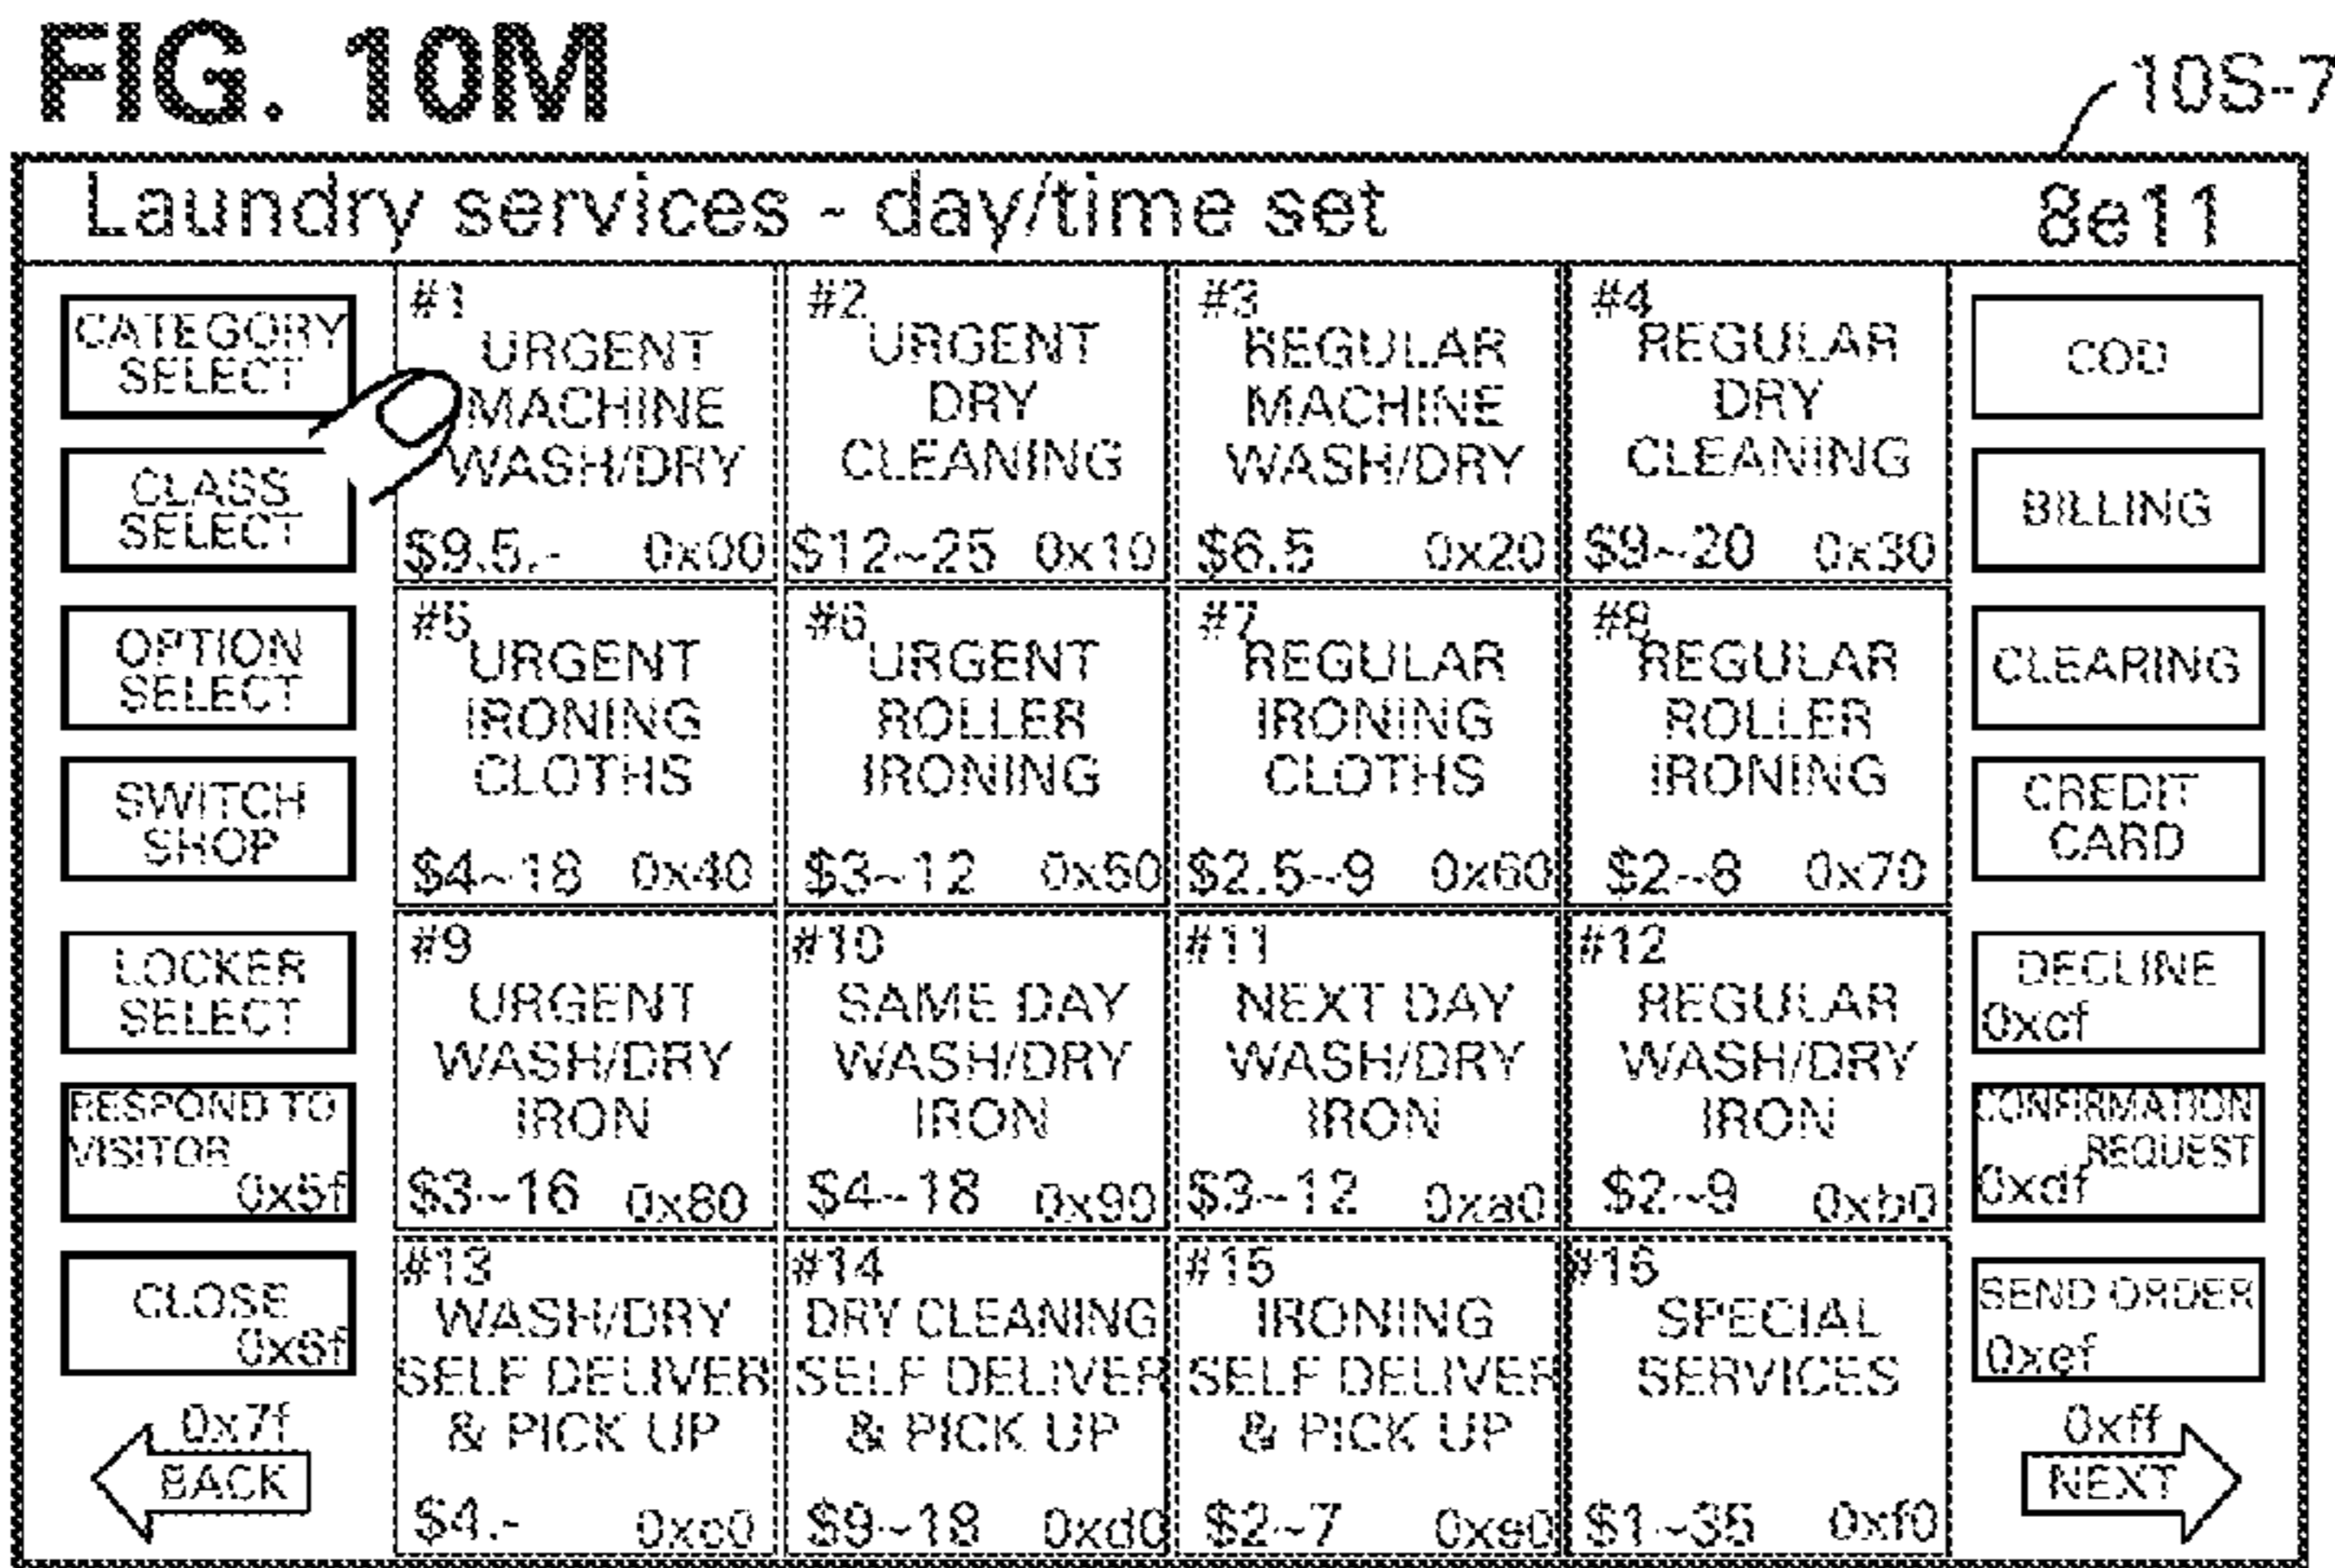 FIG. 10M
10S-7
Laundry services - day/time set
8e11
CATEGORY
SELECT
CLASS
SELECT
OPTION
SELECT
SWITCH
SHOP
LOCKER
SELECT
RESPOND TO
VISITOR
0x5f
CLOSE
0x6f
0x7f
BACK
#1
URGENT
MACHINE
WASH/DRY
$9.5.- 0x00
#2
URGENT
DRY
CLEANING
$12~25 0x10
#3
REGULAR
MACHINE
WASH/DRY
$6.5 0x20
#4
REGULAR
DRY
CLEANING
$9~20 0x30
#5
URGENT
IRONING
CLOTHS
$4~18 0x40
#6
URGENT
ROLLER
IRONING
$3~12 0x50
#7
REGULAR
IRONING
CLOTHS
$2.5~9 0x60
#8
REGULAR
ROLLER
IRONING
$2~8 0x70
#9
URGENT
WASH/DRY
IRON
$3~16 0x80
#10
SAME DAY
WASH/DRY
IRON
$4~18 0x90
#11
NEXT DAY
WASH/DRY
IRON
$3~12 0xa0
#12
REGULAR
WASH/DRY
IRON
$2~9 0xb0
#13
WASH/DRY
SELF DELIVER
& PICK UP
$4.- 0xc0
#14
DRY CLEANING
SELF DELIVER
& PICK UP
$9~18 0xd0
#15
IRONING
SELF DELIVER
& PICK UP
$2~7 0xe0
#16
SPECIAL
SERVICES
$1~35 0xf0
COD
BILLING
CLEARING
CREDIT
CARD
DECLINE
0xcf
CONFIRMATION
REQUEST
0xdf
SEND ORDER
0xef
0xff
NEXT